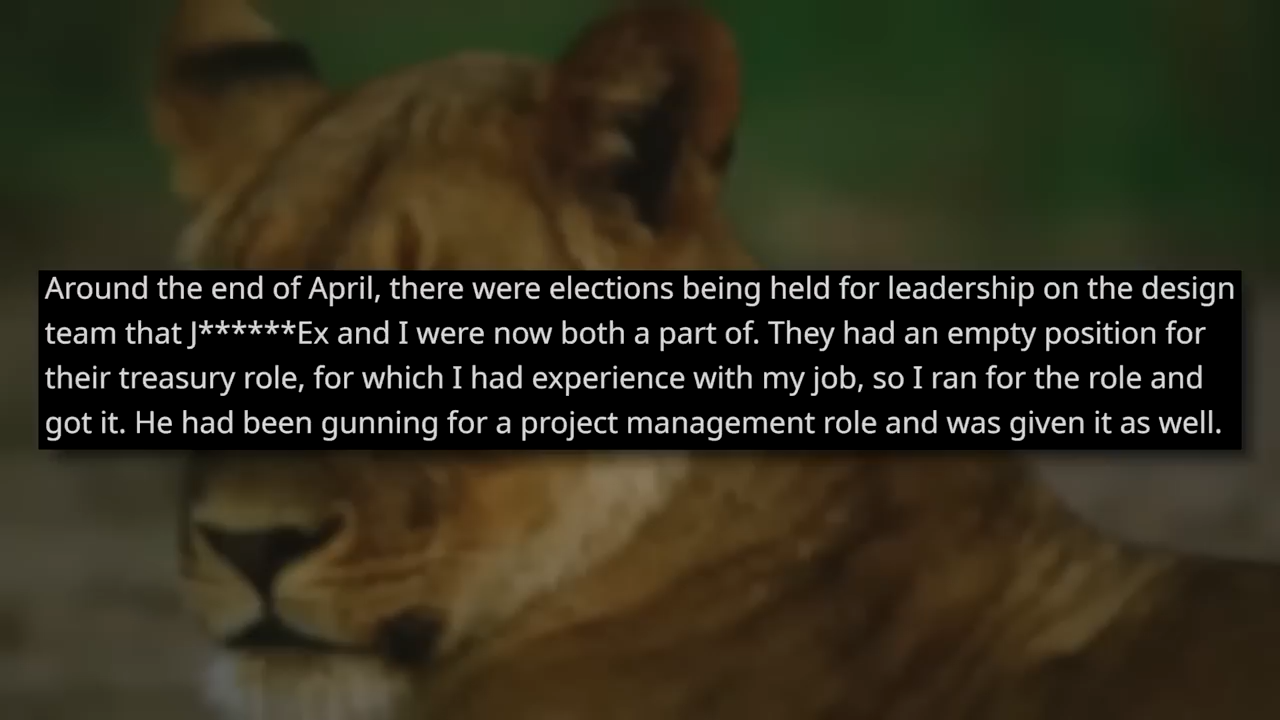 Around the end of April, there were elections being held for leadership on the design
team that J******Ex and I were now both a part of. They had an empty position for
their treasury role, for which I had experience with my job, so I ran for the role and
got it. He had been gunning for a project management role and was given it as well.